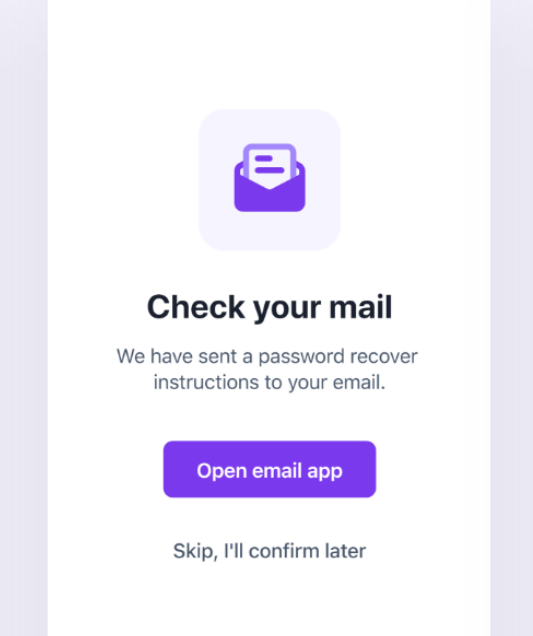 Check your mail
We have sent a password recover
instructions to your email.
Open email app
Skip, I'll confirm later